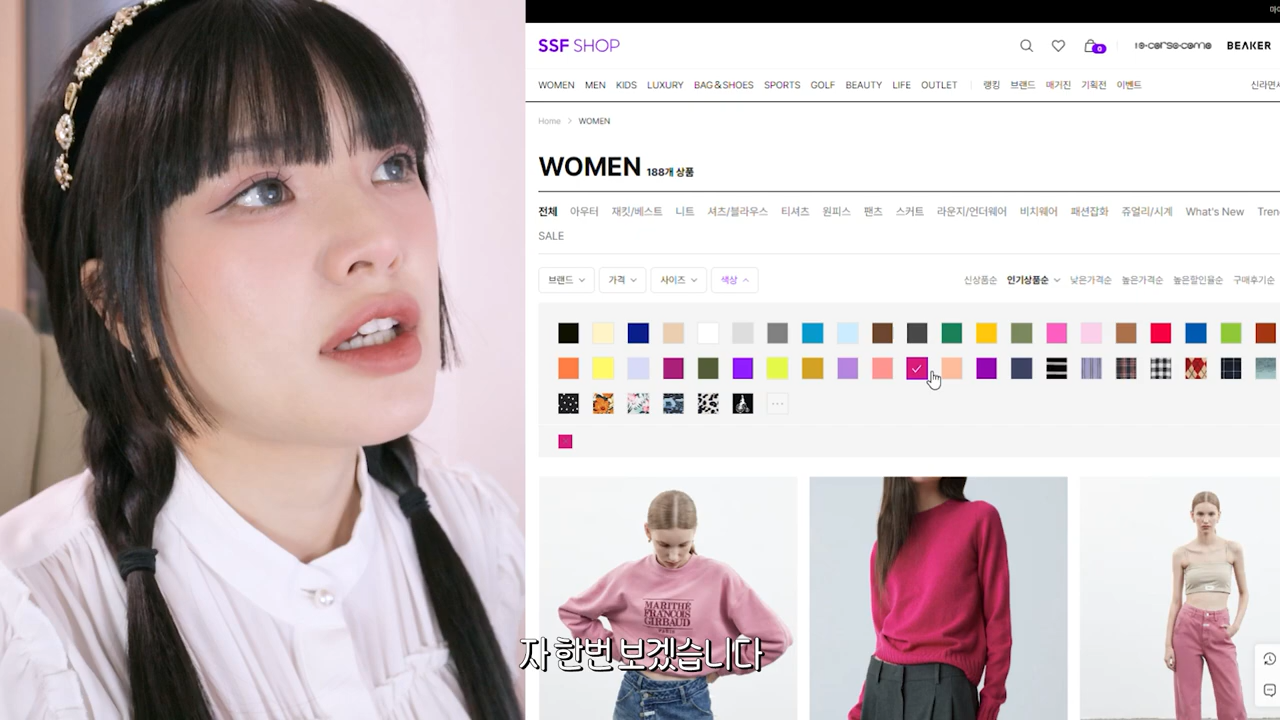 SSF SHOP
0
10·corso·como BEAKER
WOMEN MEN KIDS LUXURY BAG&SHOES SPORTS GOLF BEAUTY LIFE OUTLET 랭킹 브랜드 매거진 기획전 이벤트
Home > WOMEN
WOMEN 188개 상품
전체 아우터 재킷/베스트 니트 셔츠/블라우스 티셔츠 원피스 팬츠 스커트 라운지/언더웨어 비치웨어 패션잡화 쥬얼리/시계 What's New
SALE
브랜드 가격 사이즈 색상 신상품순 인기상품순 낮은가격순 높은가격순 높은할인율순 구매후기순
MARITHÉ
FRANCOIS
GIRBAUD
PARIS
자 한번 보겠습니다